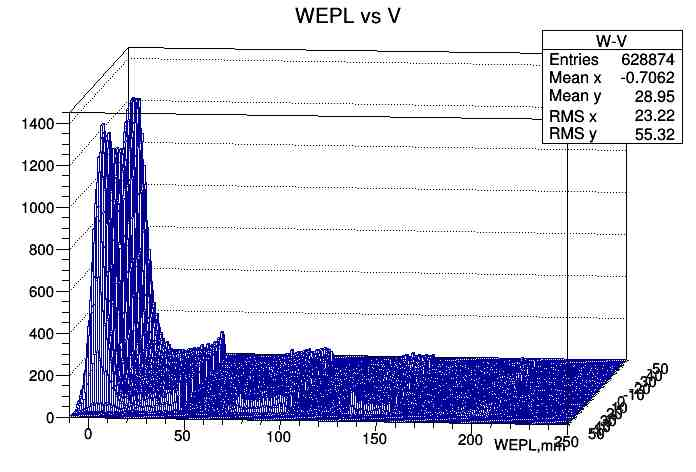 WEPL vs V
W-V
Entries 628874
Mean x -0.7062
Mean y 28.95
RMS x 23.22
RMS y 55.32
1400
1200
1000
800
600
400
200
0
0 50 100 150 200 250
WEPL,mm